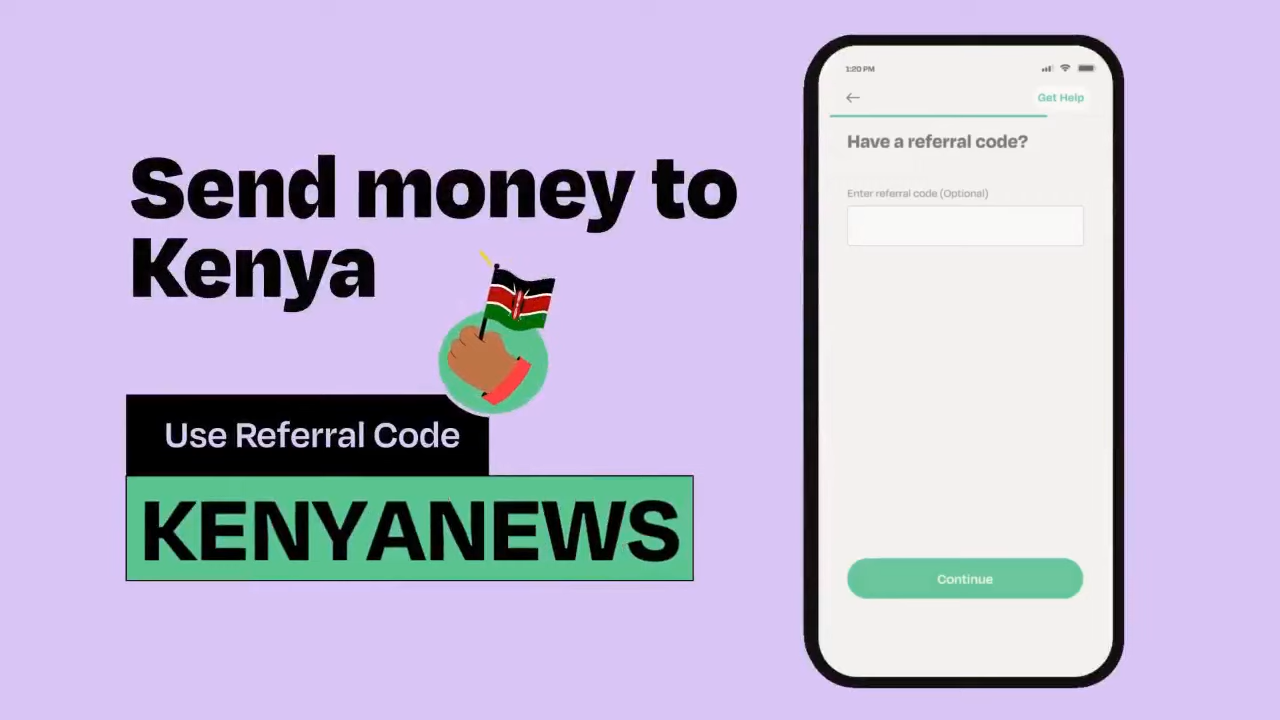 Send money to
Kenya
Use Referral Code
KENYANEWS
1:20 PM
Get Help
Have a referral code?
Enter referral code (Optional)
Continue